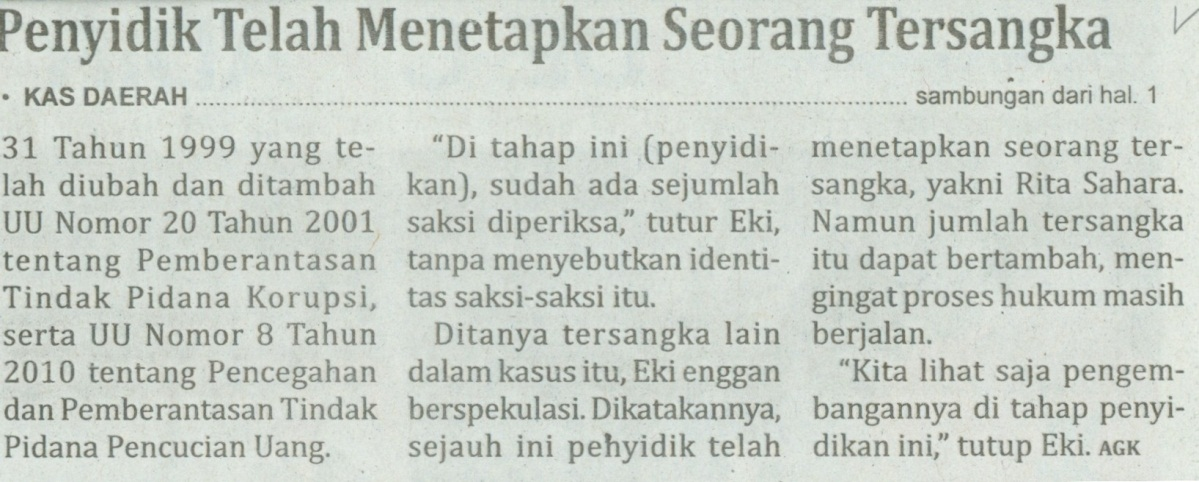 Penyidik Telah Menetapkan Seorang Tersangka
• KAS DAERAH ........................................................................................................ sambungan dari hal. 1
31 Tahun 1999 yang te-
lah diubah dan ditambah
UU Nomor 20 Tahun 2001
tentang Pemberantasan
Tindak Pidana Korupsi,
serta UU Nomor 8 Tahun
2010 tentang Pencegahan
dan Pemberantasan Tindak
Pidana Pencucian Uang.
“Di tahap ini (penyidi-
kan), sudah ada sejumlah
saksi diperiksa,” tutur Eki,
tanpa menyebutkan identi-
tas saksi-saksi itu.
Ditanya tersangka lain
dalam kasus itu, Eki enggan
berspekulasi. Dikatakannya,
sejauh ini penyidik telah
menetapkan seorang ter-
sangka, yakni Rita Sahara.
Namun jumlah tersangka
itu dapat bertambah, men-
gingat proses hukum masih
berjalan.
“Kita lihat saja pengem-
bangannya di tahap penyi-
dikan ini,” tutup Eki. AGK